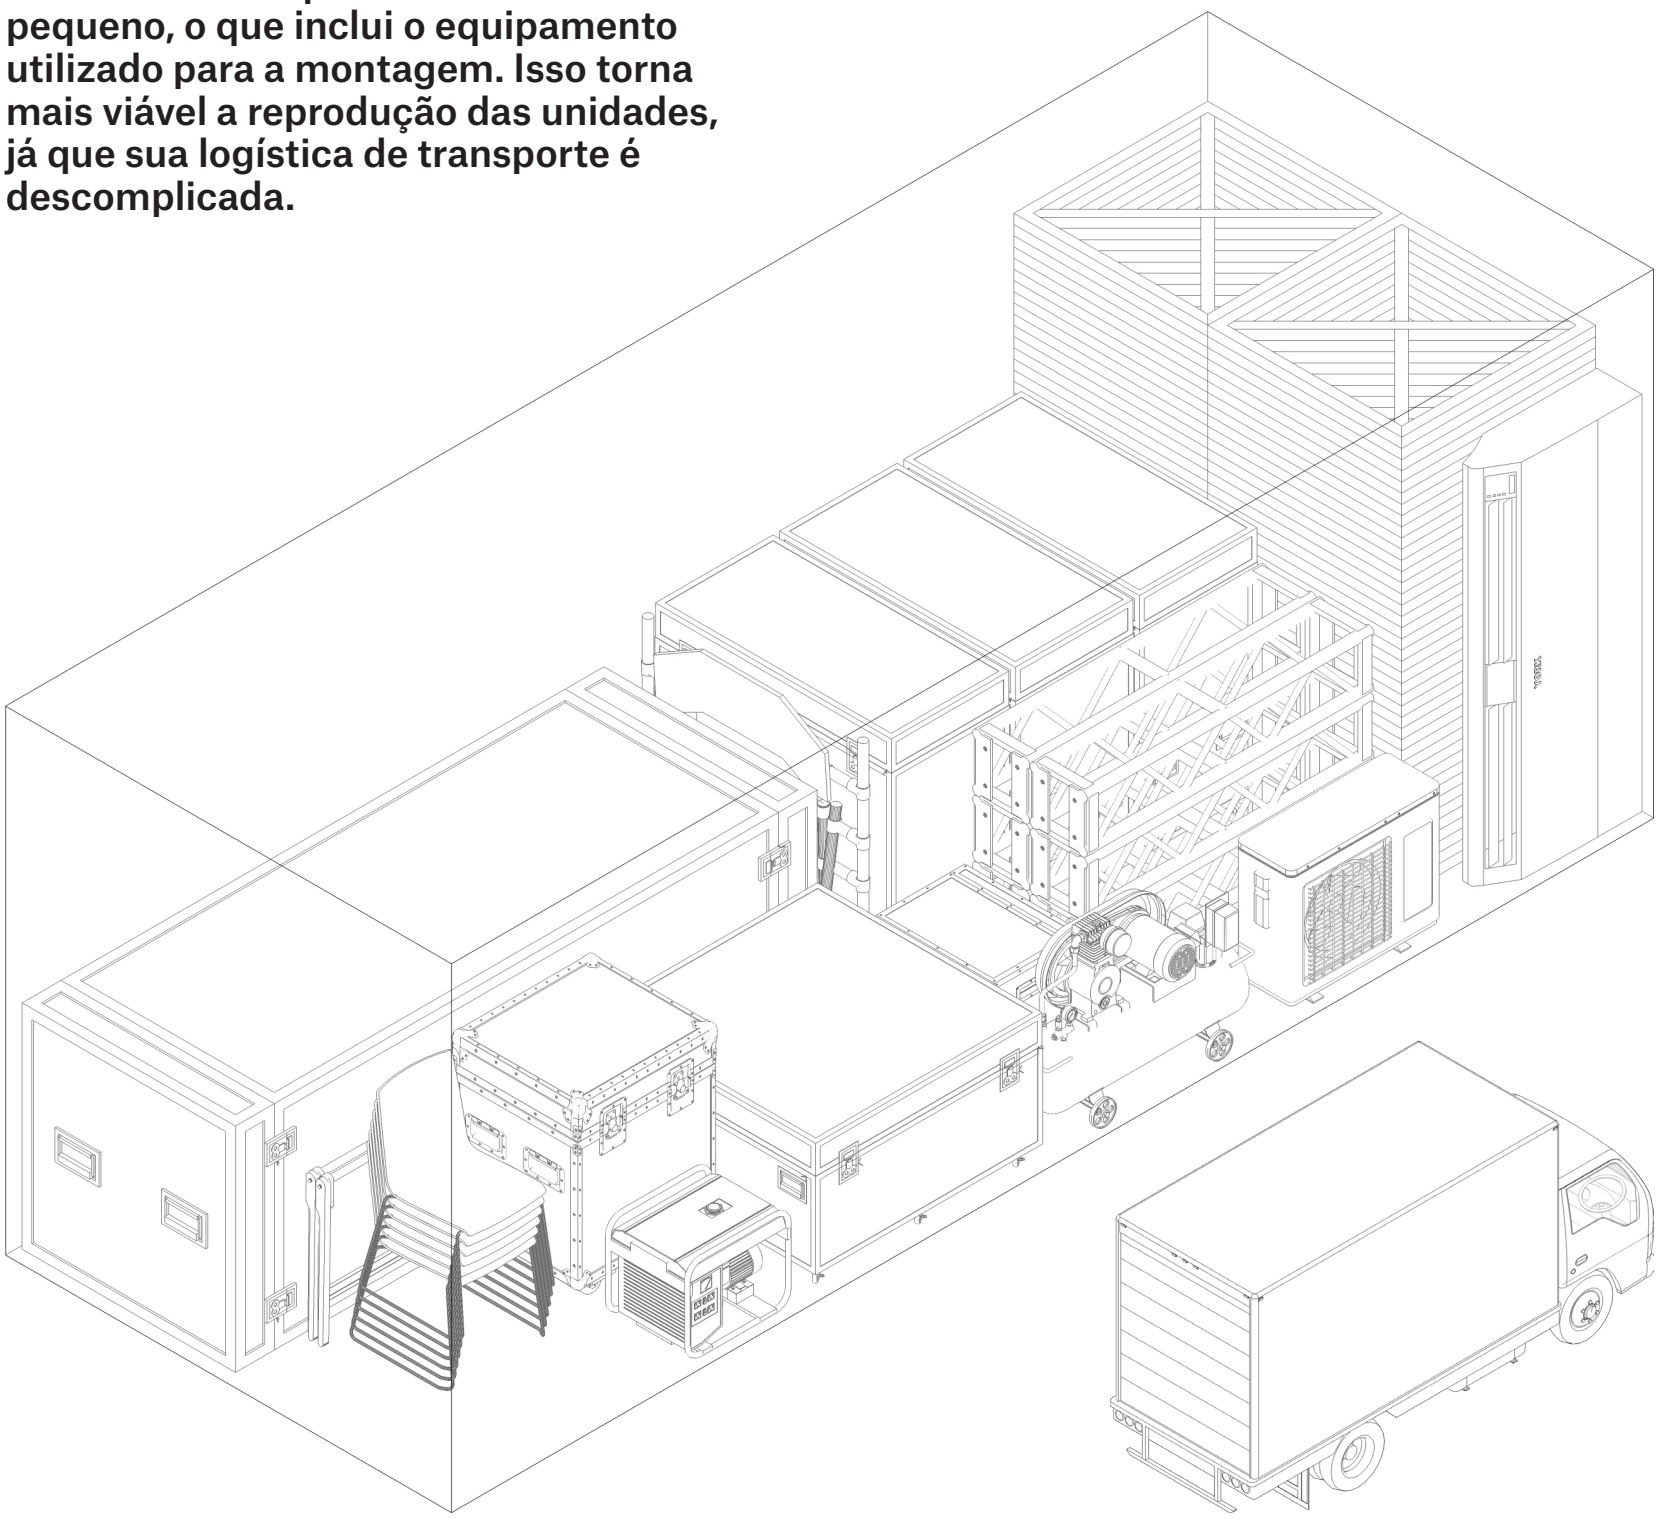 pequeno, o que inclui o equipamento
utilizado para a montagem. Isso torna
mais viável a reprodução das unidades,
já que sua logística de transporte é
descomplicada.